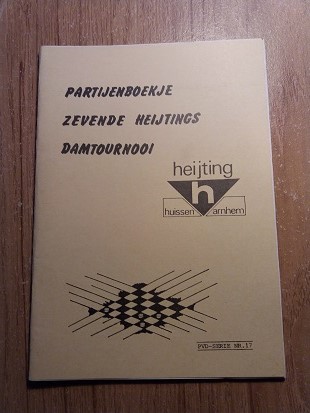 PARTIJENBOEKJE
ZEVENDE HEIJTINGS
DAMTOURNOOI
heijting
h
huissen arnhem
PVD-SERIE NR.17